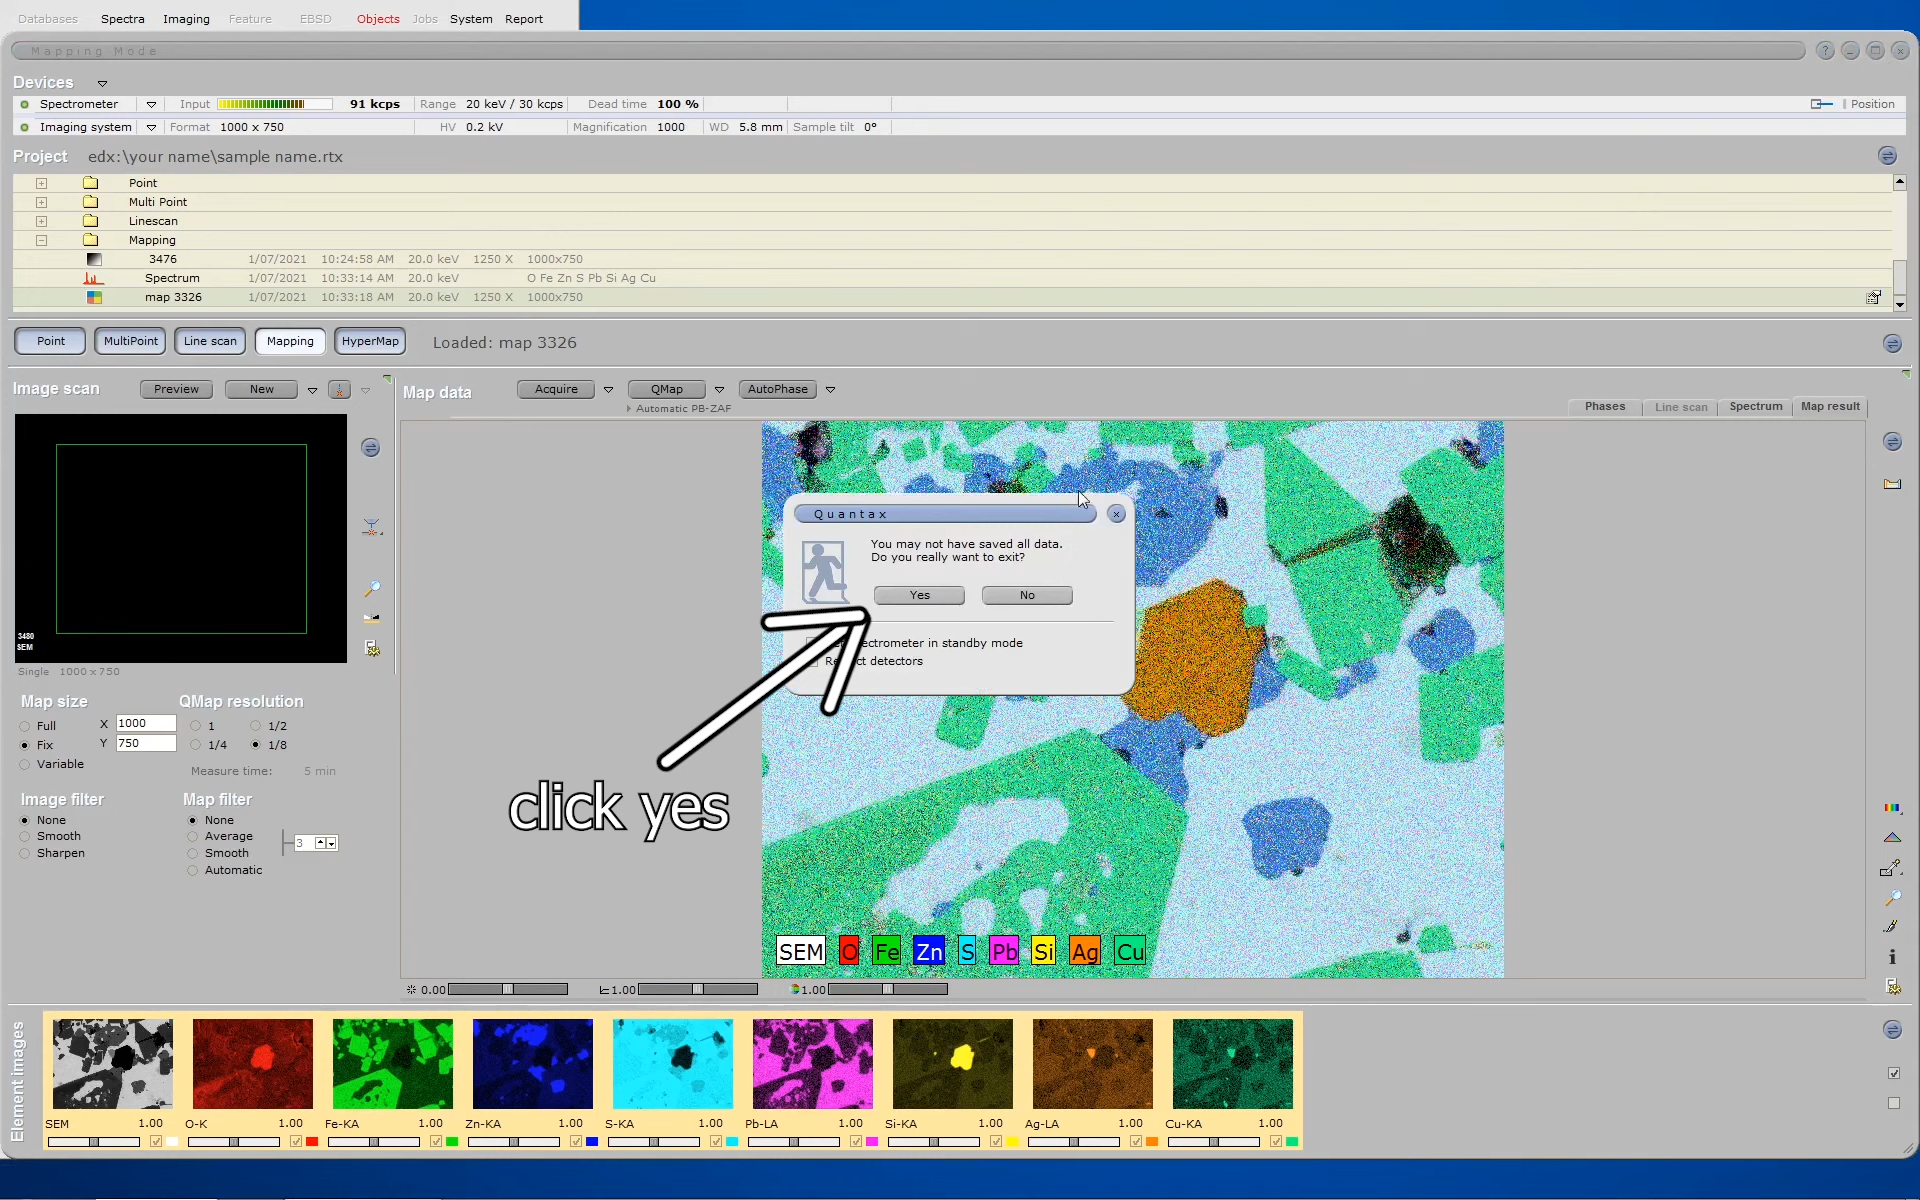 Databases Spectra Imaging Feature EBSD Objects Jobs System Report
Mapping Mode
Devices
Spectrometer Input 91 kcps Range 20 keV / 30 kcps Dead time 100 % Position
Imaging system Format 1000 x 750 HV 0.2 kV Magnification 1000 WD 5.8 mm Sample tilt 0°
Project edx:\your name\sample name.rtx
Point
Multi Point
Linescan
Mapping
3476 1/07/2021 10:24:58 AM 20.0 keV 1250 X 1000x750
Spectrum 1/07/2021 10:33:14 AM 20.0 keV O Fe Zn S Pb Si Ag Cu
map 3326 1/07/2021 10:33:18 AM 20.0 keV 1250 X 1000x750
Point MultiPoint Line scan Mapping HyperMap Loaded: map 3326
Image scan Preview New
Map data Acquire QMap AutoPhase
Automatic PB-ZAF
Phases Line scan Spectrum Map result
Quantax
You may not have saved all data.
Do you really want to exit?
Yes No
spectrometer in standby mode
detectors
click yes
3480
SEM
Single 1000 x 750
Map size QMap resolution
Full X 1000 1 1/2
Fix Y 750 1/4 1/8
Variable
Measure time: 5 min
Image filter Map filter
None None
Smooth Average 3
Sharpen Smooth
Automatic
SEM O Fe Zn S Pb Si Ag Cu
0.00 1.00 1.00
Element images
SEM 1.00 O-K 1.00 Fe-KA 1.00 Zn-KA 1.00 S-KA 1.00 Pb-LA 1.00 Si-KA 1.00 Ag-LA 1.00 Cu-KA 1.00